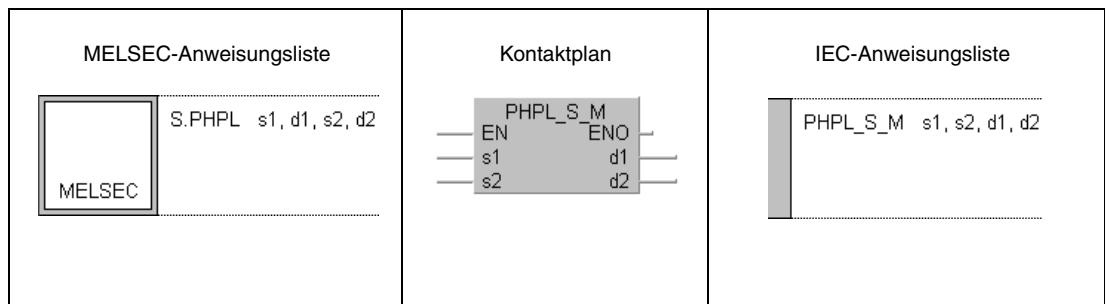 MELSEC-Anweisungsliste
MELSEC
S.PHPL s1, d1, s2, d2
Kontaktplan
PHPL_S_M
EN ENO
s1 d1
s2 d2
IEC-Anweisungsliste
PHPL_S_M s1, s2, d1, d2